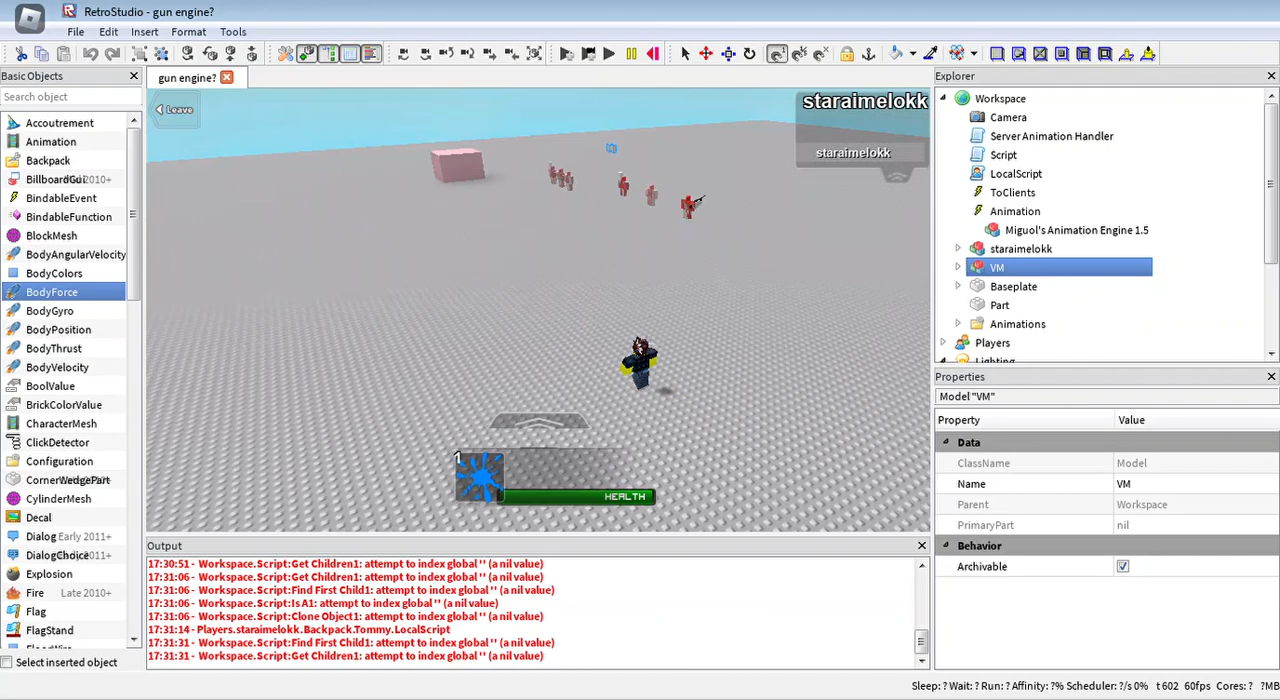 RetroStudio - gun engine?
File Edit Insert Format Tools
Basic Objects
Search object
Accoutrement
Animation
Backpack
BillboardGui 2010+
BindableEvent
BindableFunction
BlockMesh
BodyAngularVelocity
BodyColors
BodyForce
BodyGyro
BodyPosition
BodyThrust
BodyVelocity
BoolValue
BrickColorValue
CharacterMesh
ClickDetector
Configuration
CornerWedgePart
CylinderMesh
Decal
Dialog Early 2011+
DialogChoice 2011+
Explosion
Fire Late 2010+
Flag
FlagStand
Select inserted object
gun engine?
Leave
staraimelokk
staraimelokk
1
HEALTH
Output
17:30:51 - Workspace.Script:Get Children1: attempt to index global '' (a nil value)
17:31:06 - Workspace.Script:Get Children1: attempt to index global '' (a nil value)
17:31:06 - Workspace.Script:Find First Child1: attempt to index global '' (a nil value)
17:31:06 - Workspace.Script:Is A1: attempt to index global '' (a nil value)
17:31:06 - Workspace.Script:Clone Object1: attempt to index global '' (a nil value)
17:31:14 - Players.staraimelokk.Backpack.Tommy.LocalScript
17:31:31 - Workspace.Script:Find First Child1: attempt to index global '' (a nil value)
17:31:31 - Workspace.Script:Get Children1: attempt to index global '' (a nil value)
Explorer
Workspace
Camera
Server Animation Handler
Script
LocalScript
ToClients
Animation
Miguol's Animation Engine 1.5
staraimelokk
VM
Baseplate
Part
Animations
Players
Lighting
Properties
Model "VM"
Property Value
Data
ClassName Model
Name VM
Parent Workspace
PrimaryPart nil
Behavior
Archivable
Sleep: ? Wait: ? Run: ? Affinity: ?% Scheduler: ?/s 0% t 602 60fps Cores: ? ?MB